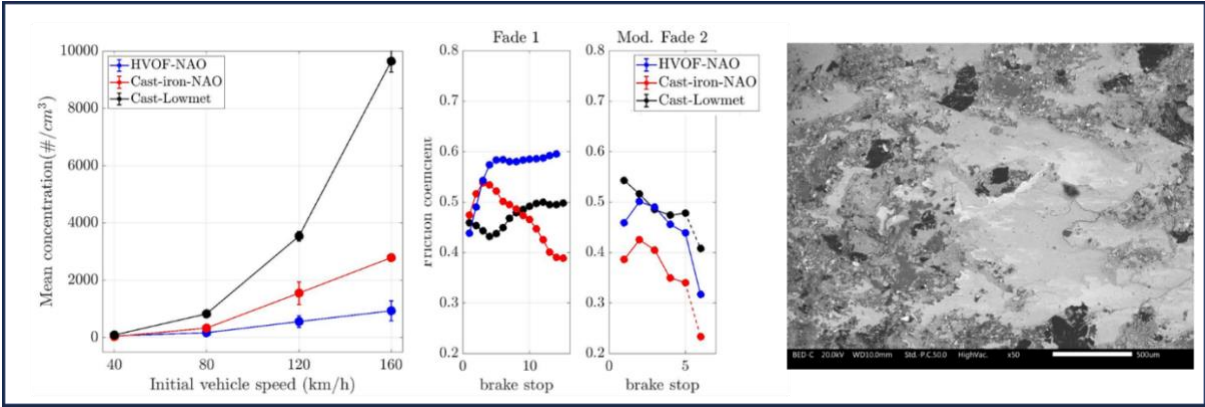 10000
8000
6000
4000
2000
0
40
80
120
160
Mean concentration(#/cm³)
Initial vehicle speed (km/h)
HVOF-NAO
Cast-iron-NAO
Cast-Lowmet
Fade 1
0.8
0.7
0.6
0.5
0.4
0.3
0.2
0
10
brake stop
Mod. Fade 2
HVOF-NAO
Cast-iron-NAO
Cast-Lowmet
0.8
0.7
0.6
0.5
0.4
0.3
0.2
0
5
brake stop
BED-C 20.0kV WD10.0mm Std.-P.C.50.0 HighVac. x50 500um